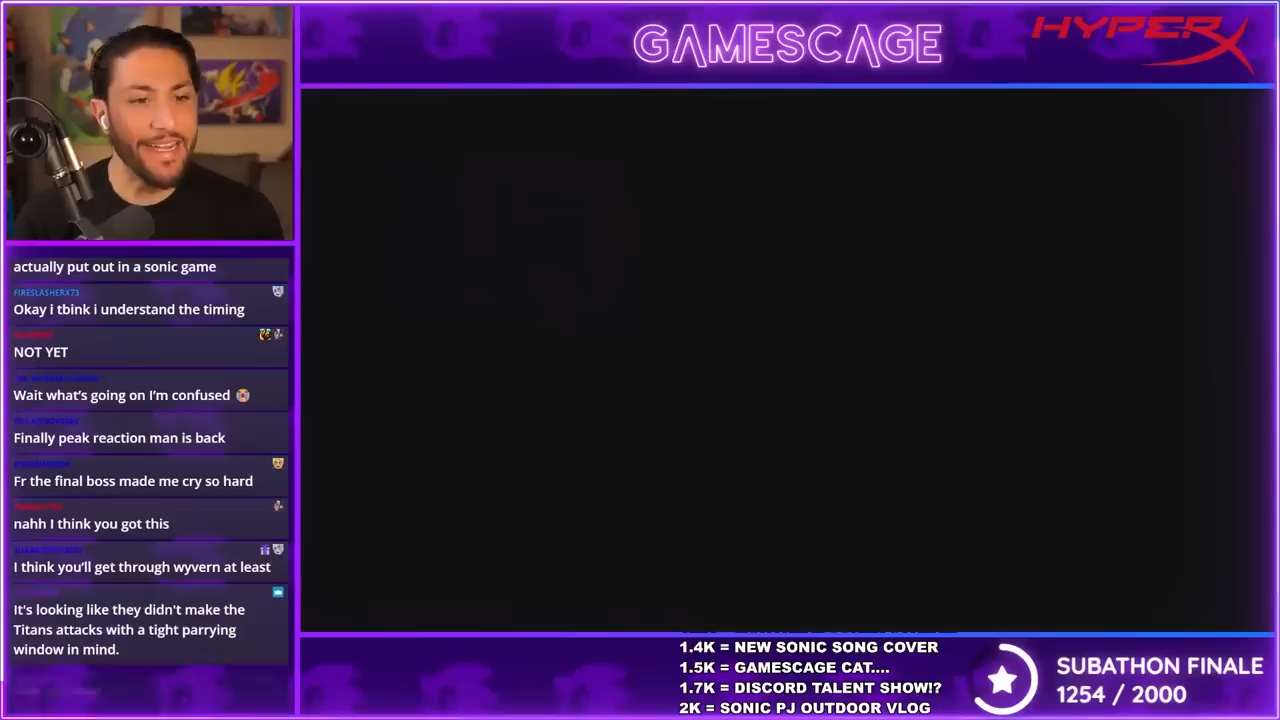 GAMESCAGE
HYPERX
actually put out in a sonic game
FIRESLASHERX73
Okay i tbink i understand the timing
NOT YET
Wait what's going on I'm confused 😭
Finally peak reaction man is back
Fr the final boss made me cry so hard
nahh I think you got this
I think you'll get through wyvern at least
It's looking like they didn't make the
Titans attacks with a tight parrying
window in mind.
1.4K = NEW SONIC SONG COVER
1.5K = GAMESCAGE CAT....
1.7K = DISCORD TALENT SHOW!?
2K = SONIC PJ OUTDOOR VLOG
SUBATHON FINALE
1254 / 2000